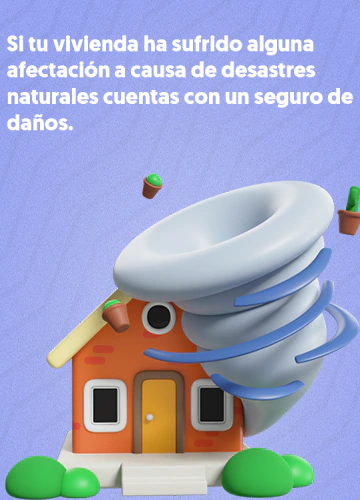 Si tu vivienda ha sufrido alguna
afectación a causa de desastres
naturales cuentas con un seguro de
daños.